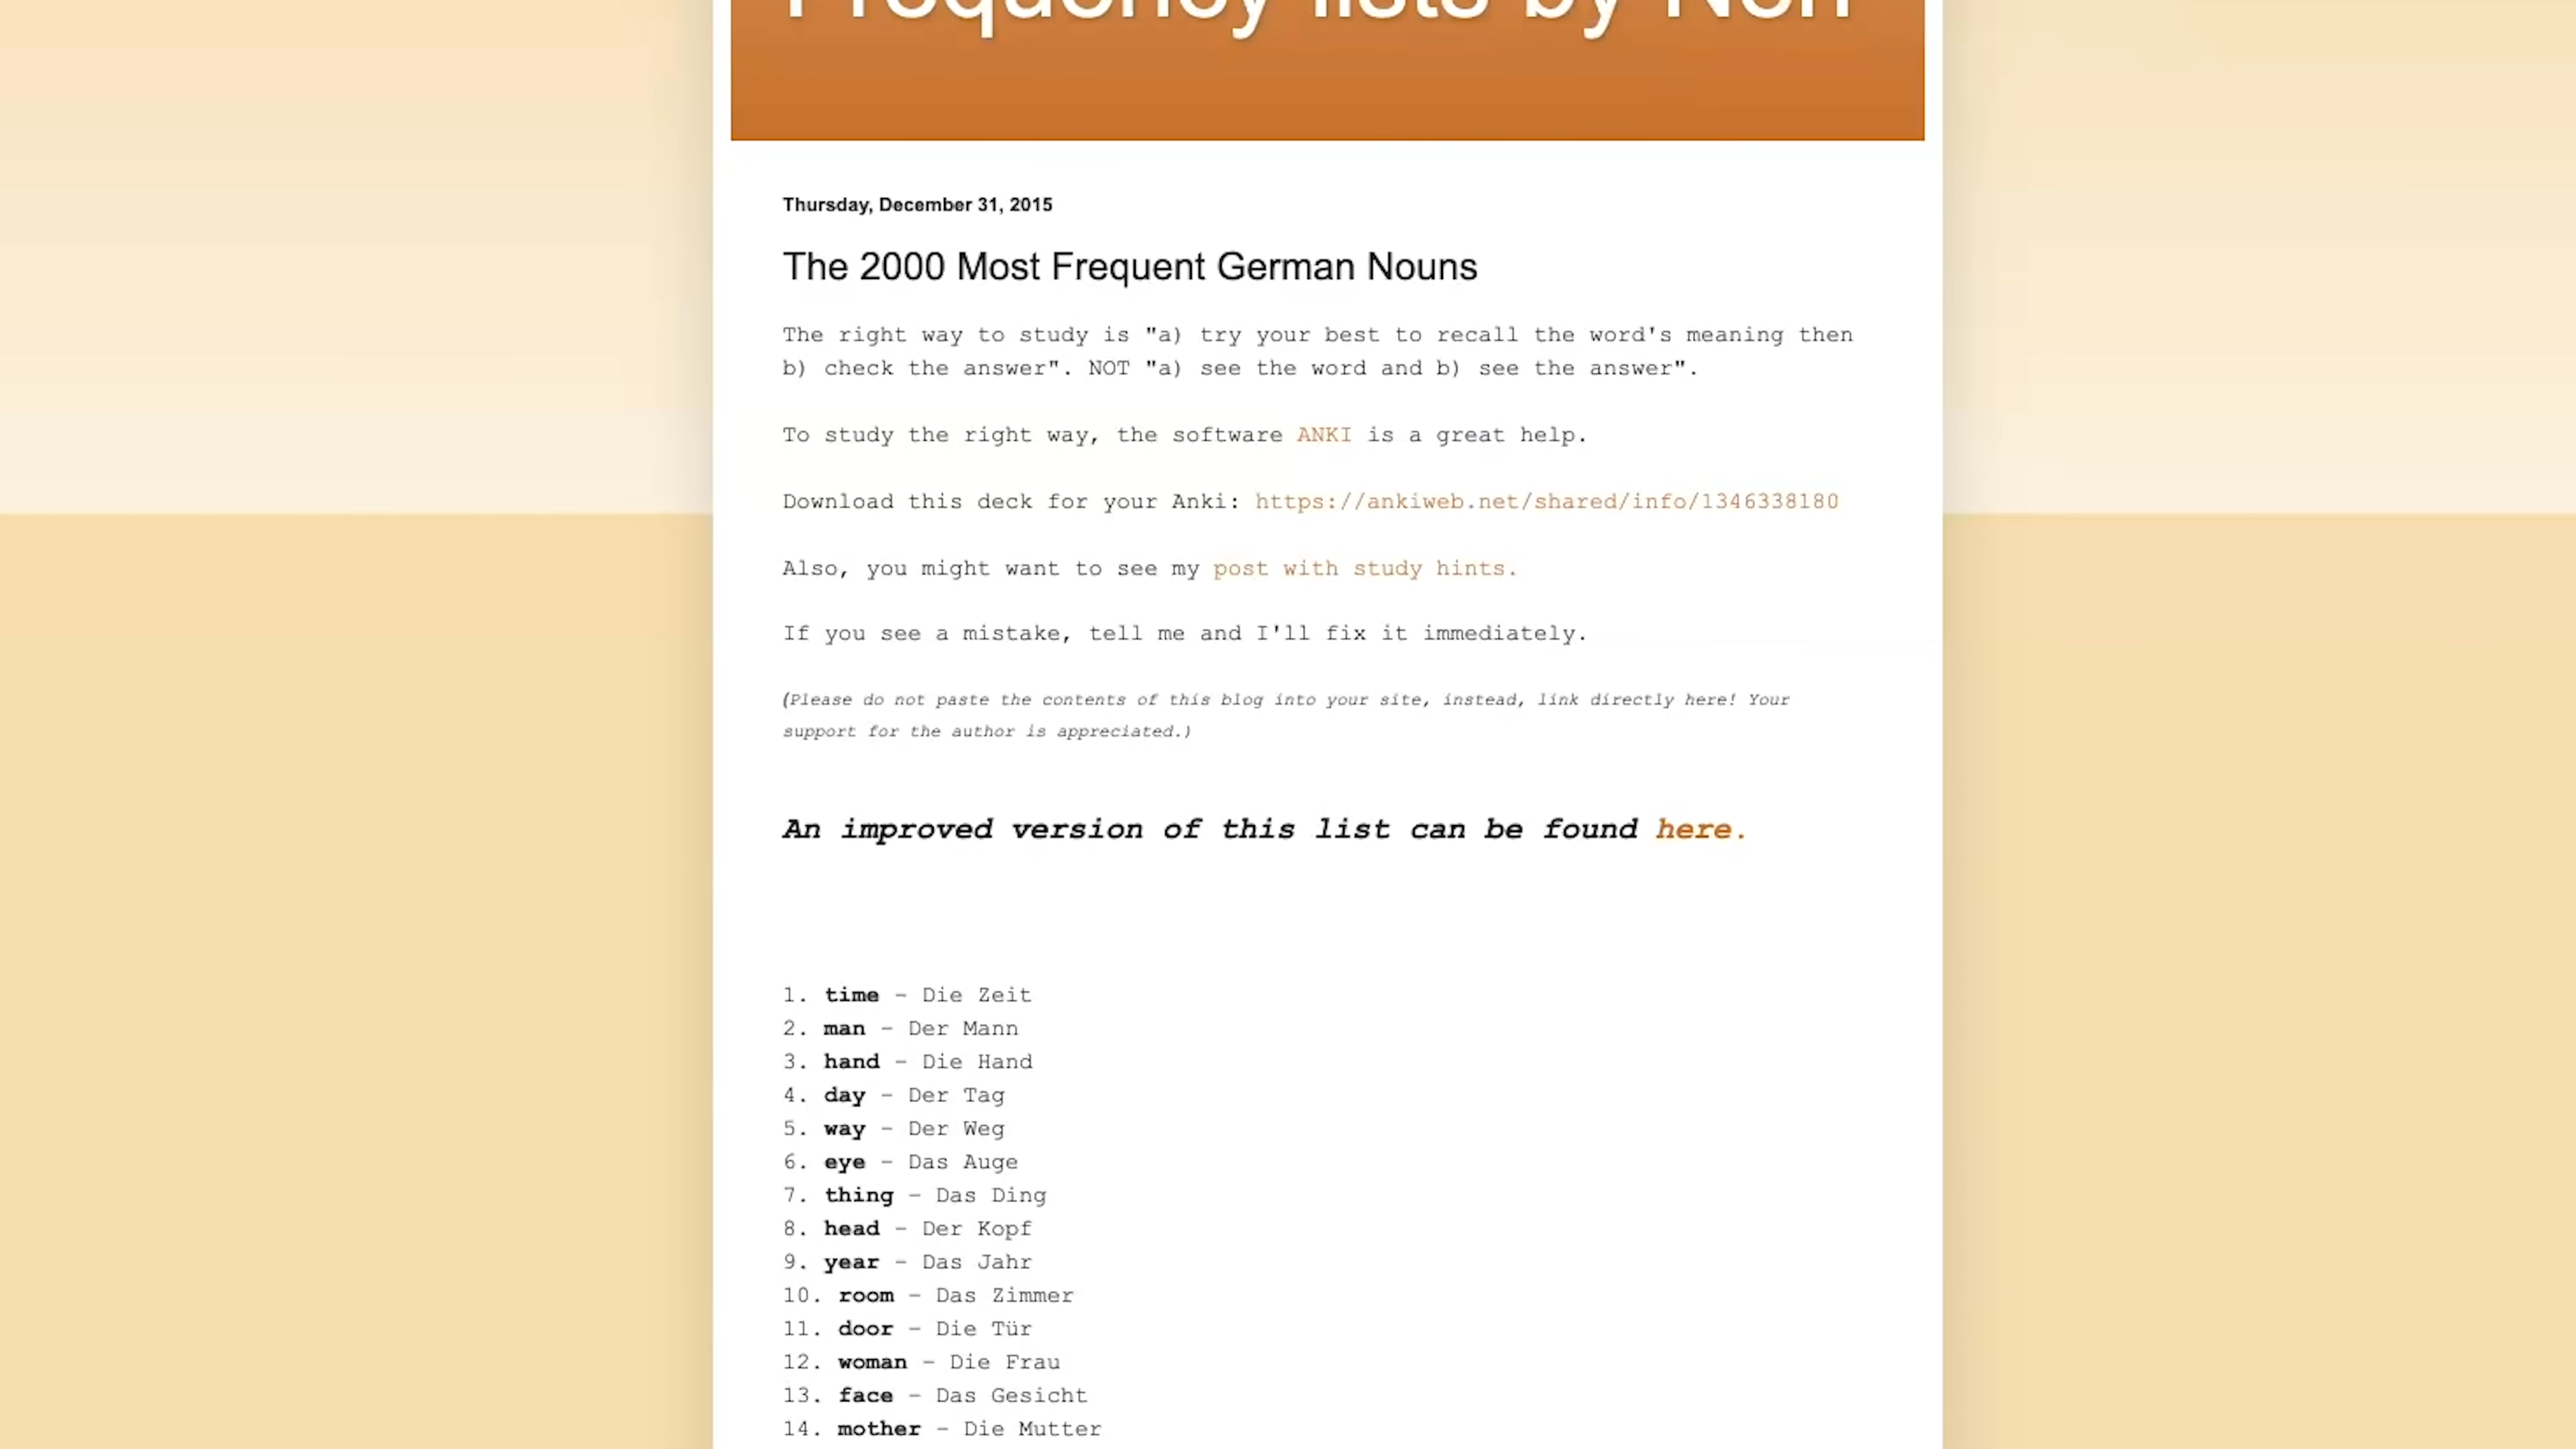 Frequency lists by Neri
Thursday, December 31, 2015
The 2000 Most Frequent German Nouns
The right way to study is "a) try your best to recall the word's meaning then
b) check the answer". NOT "a) see the word and b) see the answer".
To study the right way, the software ANKI is a great help.
Download this deck for your Anki: https://ankiweb.net/shared/info/1346338180
Also, you might want to see my post with study hints.
If you see a mistake, tell me and I'll fix it immediately.
(Please do not paste the contents of this blog into your site, instead, link directly here! Your
support for the author is appreciated.)
An improved version of this list can be found here.
1. time - Die Zeit
2. man - Der Mann
3. hand - Die Hand
4. day - Der Tag
5. way - Der Weg
6. eye - Das Auge
7. thing - Das Ding
8. head - Der Kopf
9. year - Das Jahr
10. room - Das Zimmer
11. door - Die Tür
12. woman - Die Frau
13. face - Das Gesicht
14. mother - Die Mutter